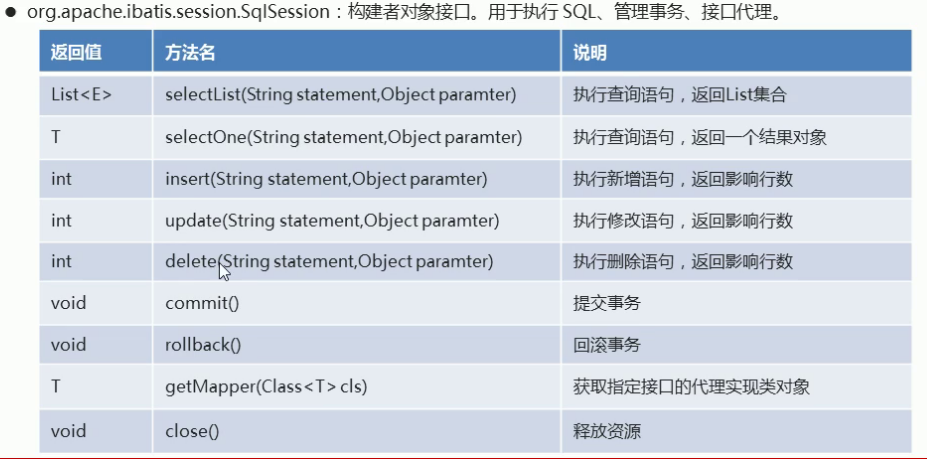 ● org.apache.ibatis.session.SqlSession：构建者对象接口。用于执行 SQL、管理事务、接口代理。
返回值 方法名 说明
List<E> selectList(String statement,Object paramter) 执行查询语句，返回List集合
T selectOne(String statement,Object paramter) 执行查询语句，返回一个结果对象
int insert(String statement,Object paramter) 执行新增语句，返回影响行数
int update(String statement,Object paramter) 执行修改语句，返回影响行数
int delete(String statement,Object paramter) 执行删除语句，返回影响行数
void commit() 提交事务
void rollback() 回滚事务
T getMapper(Class<T> cls) 获取指定接口的代理实现类对象
void close() 释放资源